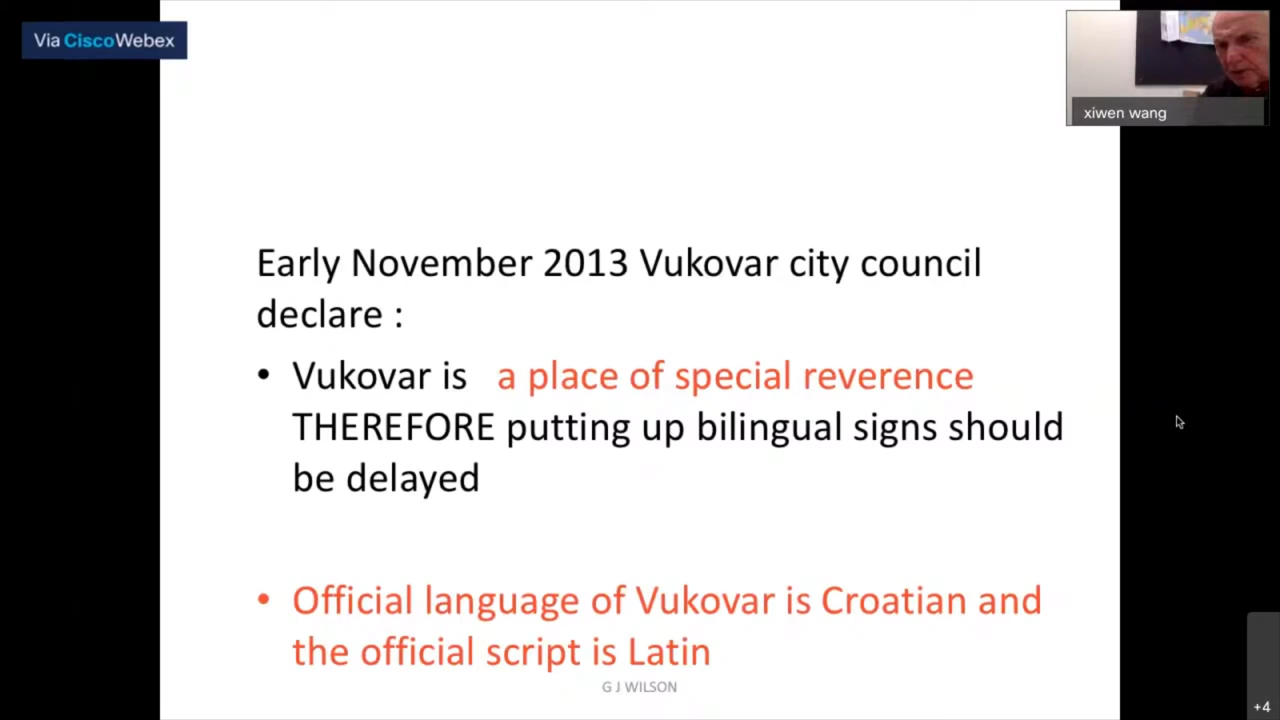 Via CiscoWebex
xiwen wang
Early November 2013 Vukovar city council
declare :
• Vukovar is a place of special reverence
THEREFORE putting up bilingual signs should
be delayed
• Official language of Vukovar is Croatian and
the official script is Latin
G J WILSON
+4